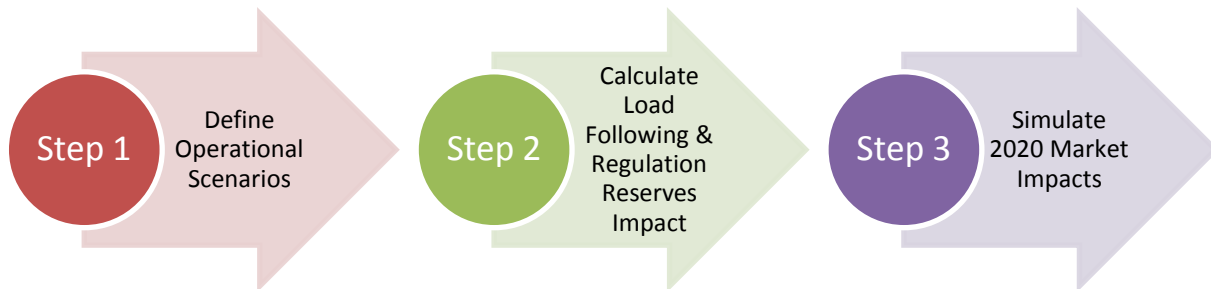 Step 1
Define
Operational
Scenarios
Step 2
Calculate
Load
Following &
Regulation
Reserves
Impact
Step 3
Simulate
2020 Market
Impacts